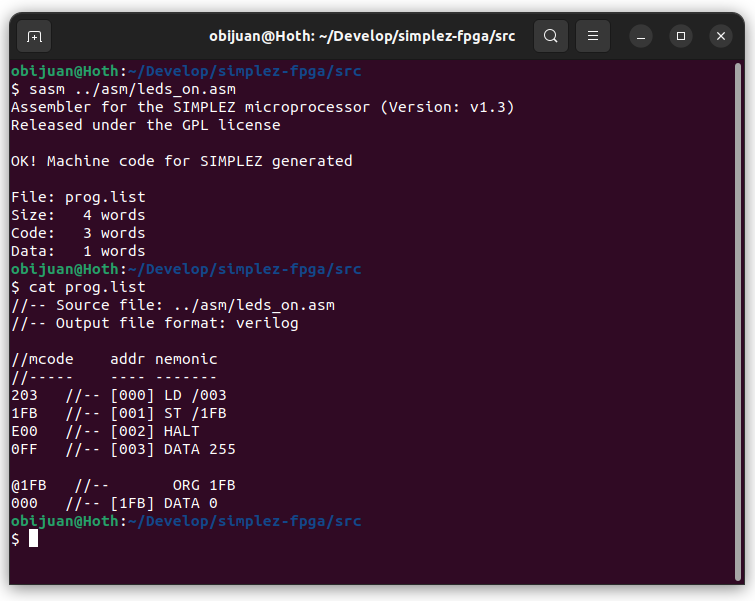 obijuan@Hoth: ~/Develop/simplez-fpga/src
obijuan@Hoth:~/Develop/simplez-fpga/src
$ sasm ../asm/leds_on.asm
Assembler for the SIMPLEZ microprocessor (Version: v1.3)
Released under the GPL license
OK! Machine code for SIMPLEZ generated
File: prog.list
Size:   4 words
Code:   3 words
Data:   1 words
obijuan@Hoth:~/Develop/simplez-fpga/src
$ cat prog.list
//-- Source file: ../asm/leds_on.asm
//-- Output file format: verilog
//mcode    addr nemonic
//-----    ---- -------
203   //-- [000] LD /003
1FB   //-- [001] ST /1FB
E00   //-- [002] HALT
0FF   //-- [003] DATA 255
@1FB   //--       ORG 1FB
000   //-- [1FB] DATA 0
obijuan@Hoth:~/Develop/simplez-fpga/src
$